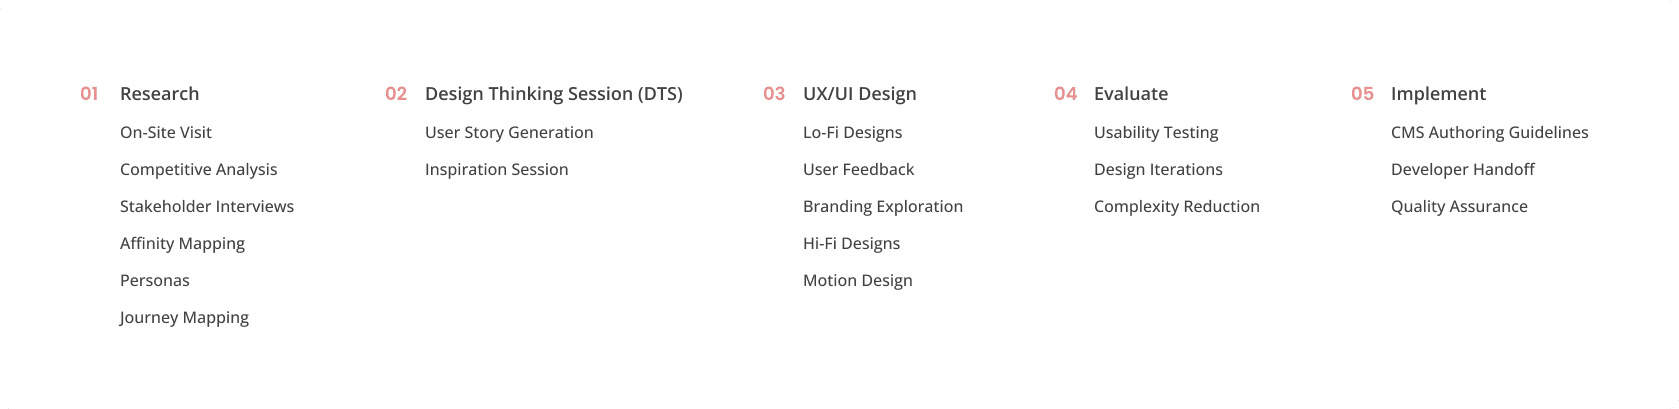 01 Research
On-Site Visit
Competitive Analysis
Stakeholder Interviews
Affinity Mapping
Personas
Journey Mapping
02 Design Thinking Session (DTS)
User Story Generation
Inspiration Session
03 UX/UI Design
Lo-Fi Designs
User Feedback
Branding Exploration
Hi-Fi Designs
Motion Design
04 Evaluate
Usability Testing
Design Iterations
Complexity Reduction
05 Implement
CMS Authoring Guidelines
Developer Handoff
Quality Assurance